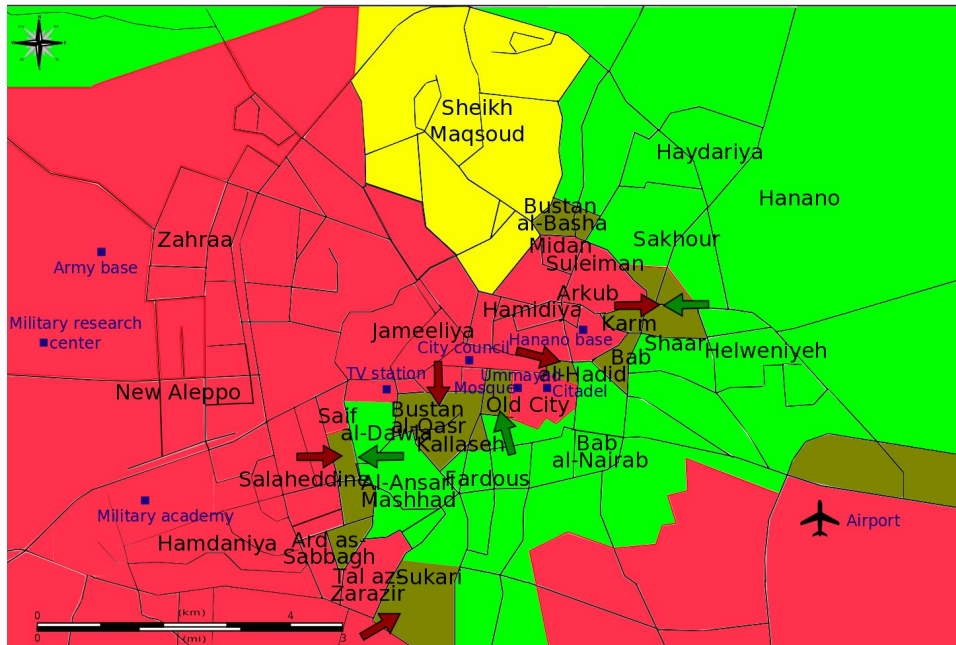 Sheikh
Maqsoud
Haydariya
Hanano
Bustan
al-Basha
Zahraa
Midan
Sakhour
Suleiman
Army base
Arkub
Hamidiya
Karm
Military research
center
Jameeliya
Hanano base
Shaar
Helweniyeh
City council
Bab
al-Hadid
TV station
Ummayad
Mosque
Citadel
New Aleppo
Old City
Saif
al-Dawla
Bustan
al-Qasr
Kallaseh
Bab
al-Nairab
Salaheddine
Al-Ansari
Mashhad
Fardous
Military academy
Airport
Hamdaniya
Ard as-
Sabbagh
Tal az-
Zarazir
Sukari
0
(km)
4
0
(mi)
3